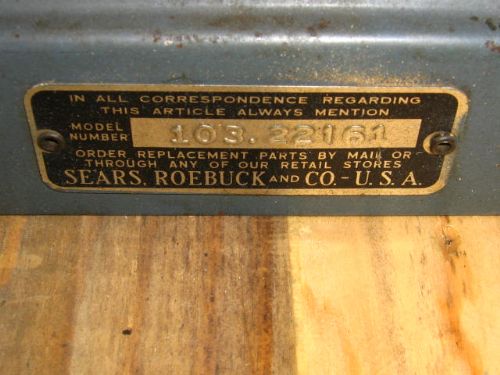 IN ALL CORRESPONDENCE REGARDING
THIS ARTICLE ALWAYS MENTION
MODEL NUMBER 103.22161
ORDER REPLACEMENT PARTS BY MAIL OR
THROUGH ANY OF OUR RETAIL STORES
SEARS, ROEBUCK AND CO. - U. S. A.